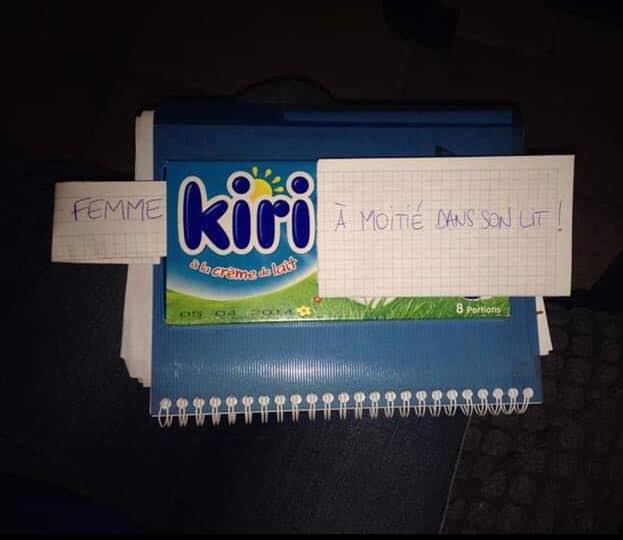 FEMME kiri À MOITIÉ DANS SON LIT !
à la crème de lait
05 04 2014
8 Portions